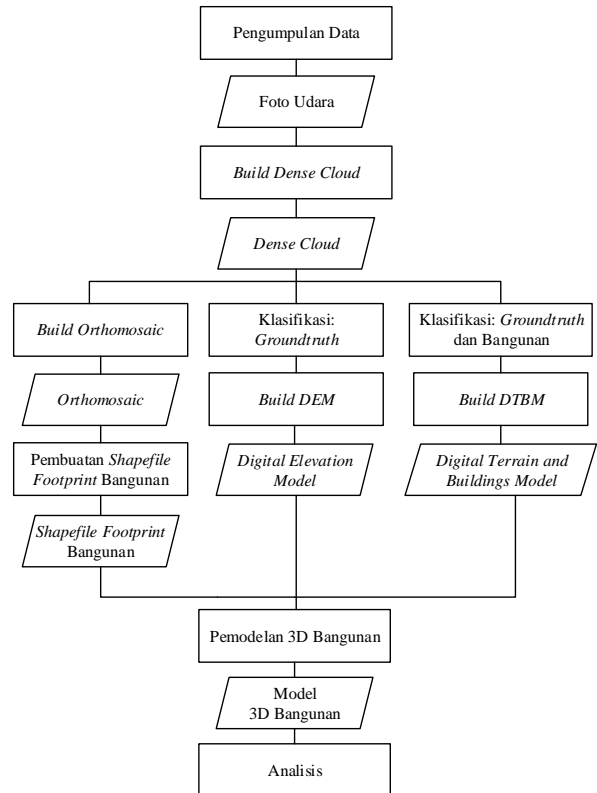 Pengumpulan Data
Foto Udara
Build Dense Cloud
Dense Cloud
Build Orthomosaic
Orthomosaic
Pembuatan Shapefile
Footprint Bangunan
Shapefile Footprint
Bangunan
Klasifikasi:
Groundtruth
Build DEM
Digital Elevation
Model
Klasifikasi: Groundtruth
dan Bangunan
Build DTBM
Digital Terrain and
Buildings Model
Pemodelan 3D Bangunan
Model
3D Bangunan
Analisis